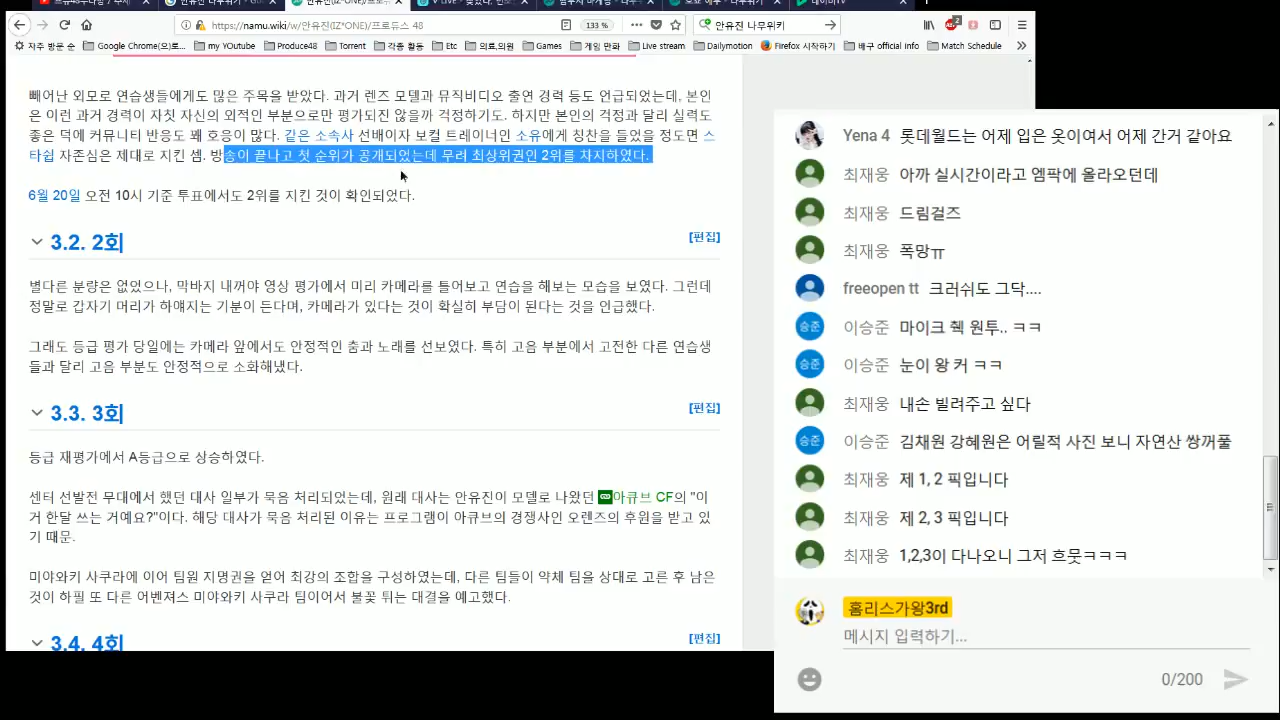 안유진(IZ*ONE)/프로듀스
https://namu.wiki/w/안유진(IZ*ONE)/프로듀스 48
133 %
안유진 나무위키
자주 방문 순
Google Chrome(으)로...
my YouTube
Produce48
Torrent
각종 활동
Etc
의료,의원
Games
게임 만화
Live stream
Dailymotion
Firefox 시작하기
배구 official info
Match Schedule
빼어난 외모로 연습생들에게도 많은 주목을 받았다. 과거 렌즈 모델과 뮤직비디오 출연 경력 등도 언급되었는데, 본인
은 이런 과거 경력이 자칫 자신의 외적인 부분으로만 평가되진 않을까 걱정하기도. 하지만 본인의 걱정과 달리 실력도
좋은 덕에 커뮤니티 반응도 꽤 호응이 많다. 같은 소속사 선배이자 보컬 트레이너인 소유에게 칭찬을 들었을 정도면 스
타쉽 자존심은 제대로 지킨 셈. 방송이 끝나고 첫 순위가 공개되었는데 무려 최상위권인 2위를 차지하였다.
6월 20일 오전 10시 기준 투표에서도 2위를 지킨 것이 확인되었다.
3.2. 2회
[편집]
별다른 분량은 없었으나, 막바지 내꺼야 영상 평가에서 미리 카메라를 틀어보고 연습을 해보는 모습을 보였다. 그런데
정말로 갑자기 머리가 하얘지는 기분이 든다며, 카메라가 있다는 것이 확실히 부담이 된다는 것을 언급했다.
그래도 등급 평가 당일에는 카메라 앞에서도 안정적인 춤과 노래를 선보였다. 특히 고음 부분에서 고전한 다른 연습생
들과 달리 고음 부분도 안정적으로 소화해냈다.
3.3. 3회
[편집]
등급 재평가에서 A등급으로 상승하였다.
센터 선발전 무대에서 했던 대사 일부가 묵음 처리되었는데, 원래 대사는 안유진이 모델로 나왔던 아큐브 CF의 "이
거 한달 쓰는 거예요?"이다. 해당 대사가 묵음 처리된 이유는 프로그램이 아큐브의 경쟁사인 오렌즈의 후원을 받고 있
기 때문.
미야와키 사쿠라에 이어 팀원 지명권을 얻어 최강의 조합을 구성하였는데, 다른 팀들이 약체 팀을 상대로 고른 후 남은
것이 하필 또 다른 어벤져스 미야와키 사쿠라 팀이어서 불꽃 튀는 대결을 예고했다.
3.4. 4회
[편집]
Yena 4 롯데월드는 어제 입은 옷이여서 어제 간거 같아요
최재웅 아까 실시간이라고 엠팍에 올라오던데
최재웅 드림걸즈
최재웅 폭망ㅠ
freeopen tt 크러쉬도 그닥....
승준 이승준 마이크 췍 원투.. ㅋㅋ
승준 이승준 눈이 왕 커 ㅋㅋ
최재웅 내손 빌려주고 싶다
승준 이승준 김채원 강혜원은 어릴적 사진 보니 자연산 쌍꺼풀
최재웅 제 1, 2 픽입니다
최재웅 제 2, 3 픽입니다
최재웅 1,2,3이 다나오니 그저 흐뭇ㅋㅋㅋ
홈리스가왕3rd
메시지 입력하기...
0/200